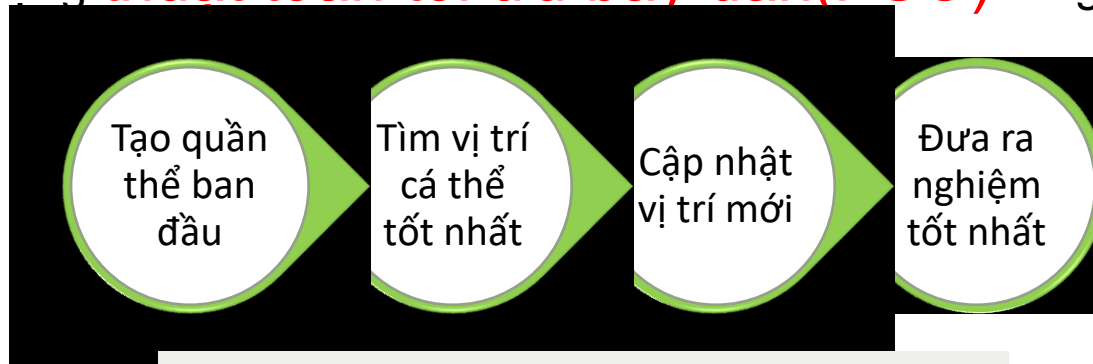 Tạo quần
thể ban
đầu
Tìm vị trí
cá thể
tốt nhất
Cập nhật
vị trí mới
Đưa ra
nghiệm
tốt nhất